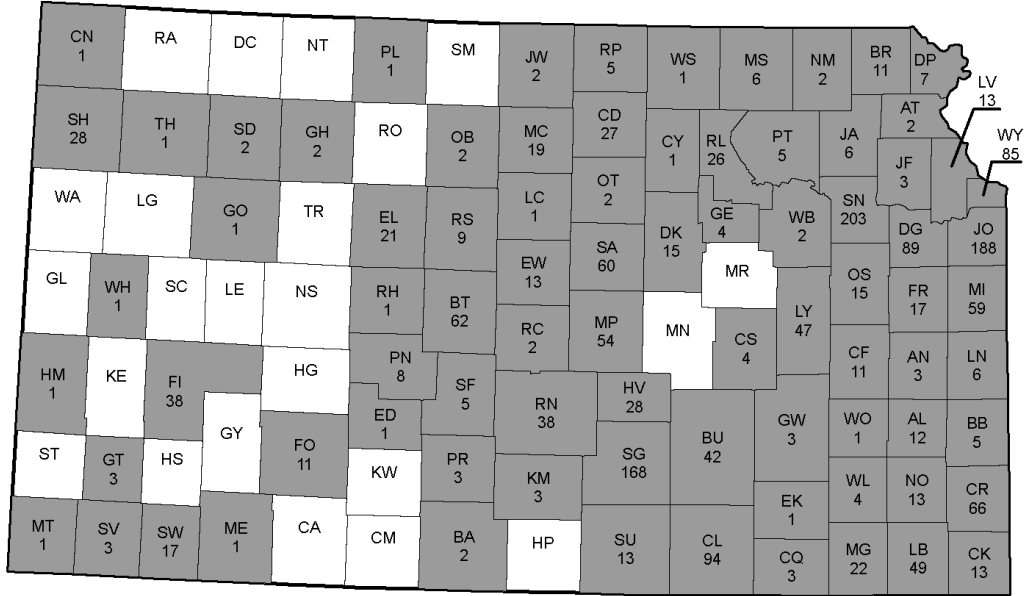 CN
1
RA
DC
NT
PL
1
SM
JW
2
RP
5
WS
1
MS
6
NM
2
BR
11
DP
7
LV
13
WY
85
SH
28
TH
1
SD
2
GH
2
RO
OB
2
MC
19
CD
27
CY
1
RL
26
PT
5
JA
6
AT
2
JF
3
WA
LG
GO
1
TR
EL
21
RS
9
LC
1
OT
2
DK
15
GE
4
WB
2
SN
203
DG
89
JO
188
GL
WH
1
SC
LE
NS
RH
1
BT
62
EW
13
SA
60
MR
OS
15
FR
17
MI
59
RC
2
MP
54
MN
CS
4
LY
47
CF
11
AN
3
LN
6
HM
1
KE
FI
38
HG
PN
8
SF
5
RN
38
HV
28
ED
1
BU
42
GW
3
WO
1
AL
12
BB
5
ST
GT
3
HS
GY
FO
11
KW
PR
3
KM
3
SG
168
EK
1
WL
4
NO
13
CR
66
MT
1
SV
3
SW
17
ME
1
CA
CM
BA
2
HP
SU
13
CL
94
CQ
3
MG
22
LB
49
CK
13